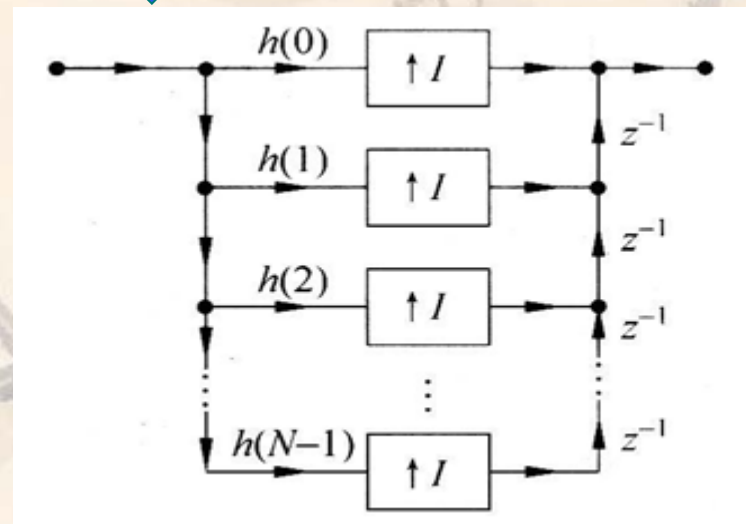 h(0)
↑ I
z⁻¹
h(1)
↑ I
z⁻¹
h(2)
↑ I
z⁻¹
⋮ ⋮ ⋮
h(N−1)
↑ I
z⁻¹